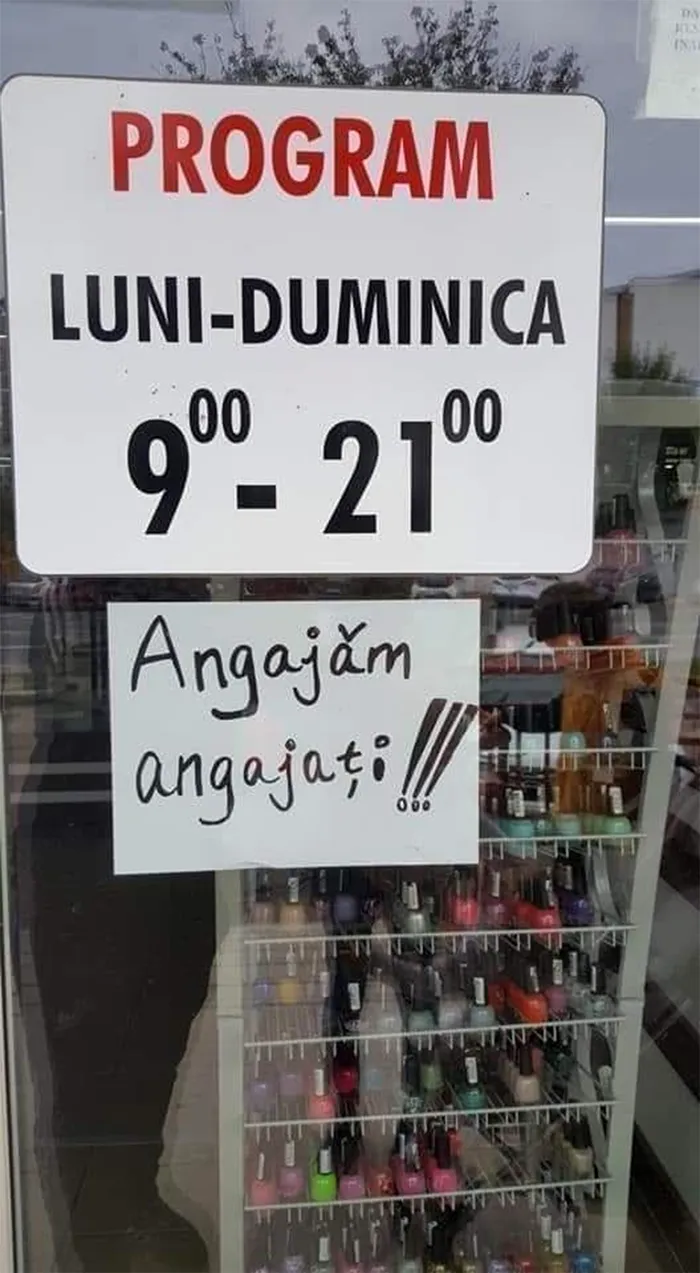 PROGRAM
LUNI-DUMINICA
9⁰⁰ - 21⁰⁰
Angajăm
angajați!!!